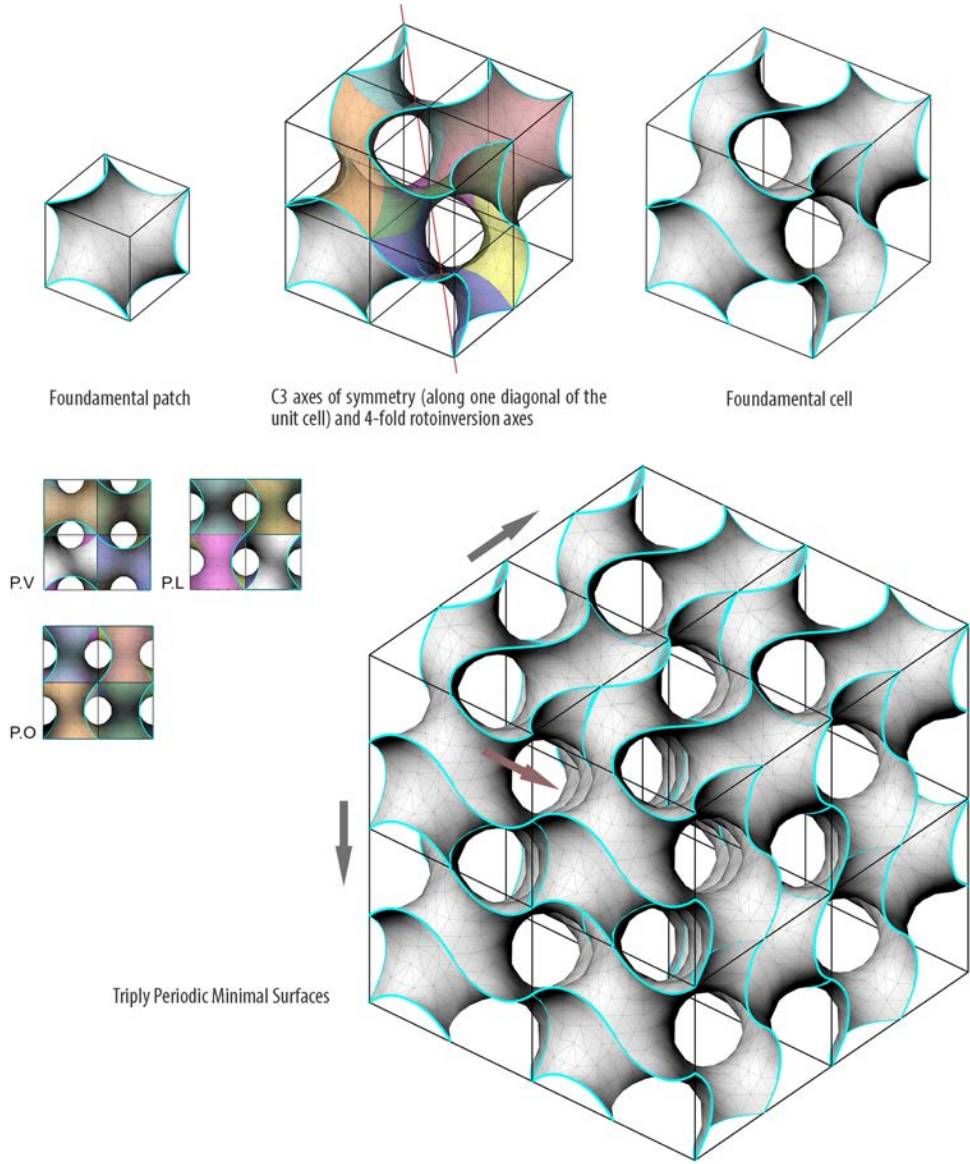 Foundamental patch
C3 axes of symmetry (along one diagonal of the
unit cell) and 4-fold rotoinversion axes
Foundamental cell
P.V
P.L
P.O
Triply Periodic Minimal Surfaces